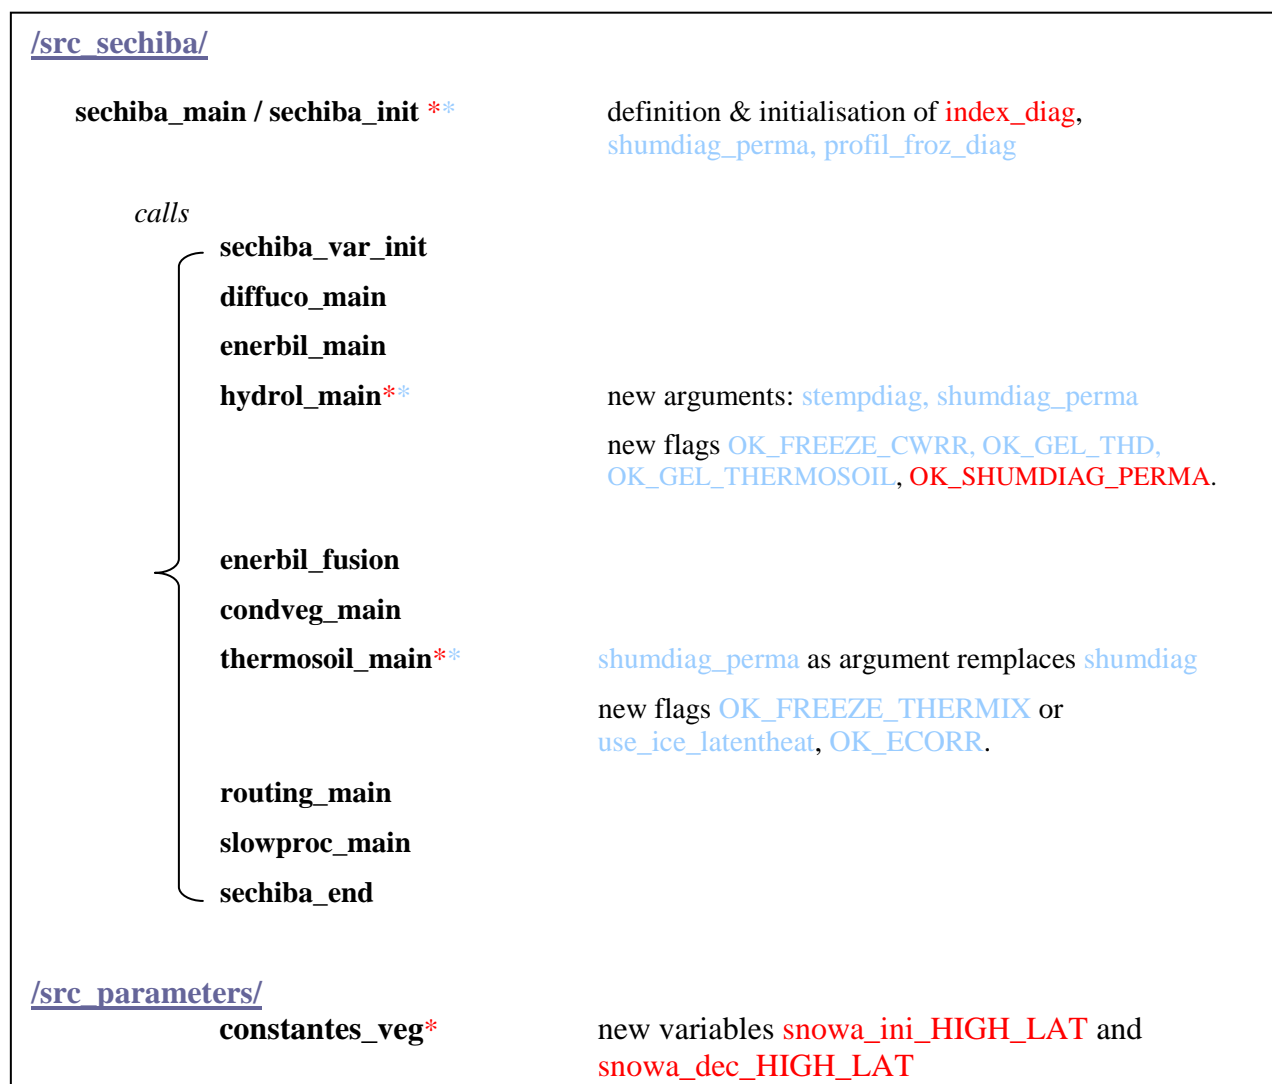 /src_sechiba/
sechiba_main / sechiba_init ** definition & initialisation of index_diag,
shumdiag_perma, profil_froz_diag
calls
sechiba_var_init
diffuco_main
enerbil_main
hydrol_main** new arguments: stempdiag, shumdiag_perma
new flags OK_FREEZE_CWRR, OK_GEL_THD,
OK_GEL_THERMOSOIL, OK_SHUMDIAG_PERMA.
enerbil_fusion
condveg_main
thermosoil_main** shumdiag_perma as argument remplaces shumdiag
new flags OK_FREEZE_THERMIX or
use_ice_latentheat, OK_ECORR.
routing_main
slowproc_main
sechiba_end
/src_parameters/
constantes_veg* new variables snowa_ini_HIGH_LAT and
snowa_dec_HIGH_LAT